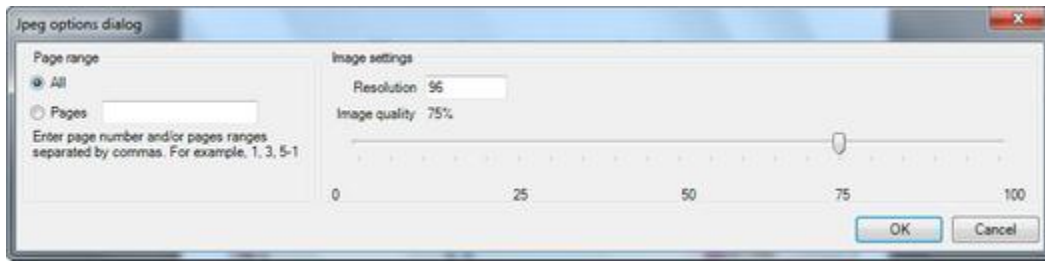 Jpeg options dialog
Page range
All
Pages
Enter page number and/or pages ranges
separated by commas. For example, 1, 3, 5-1
Image settings
Resolution 96
Image quality 75%
0 25 50 75 100
OK Cancel